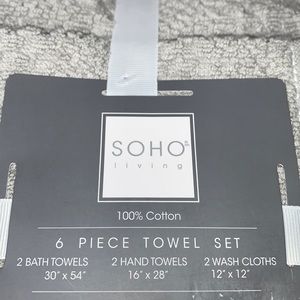 SOHO
living
100% Cotton
6 PIECE TOWEL SET
2 BATH TOWELS 2 HAND TOWELS 2 WASH CLOTHS
30" x 54" 16" x 28" 12" x 12"